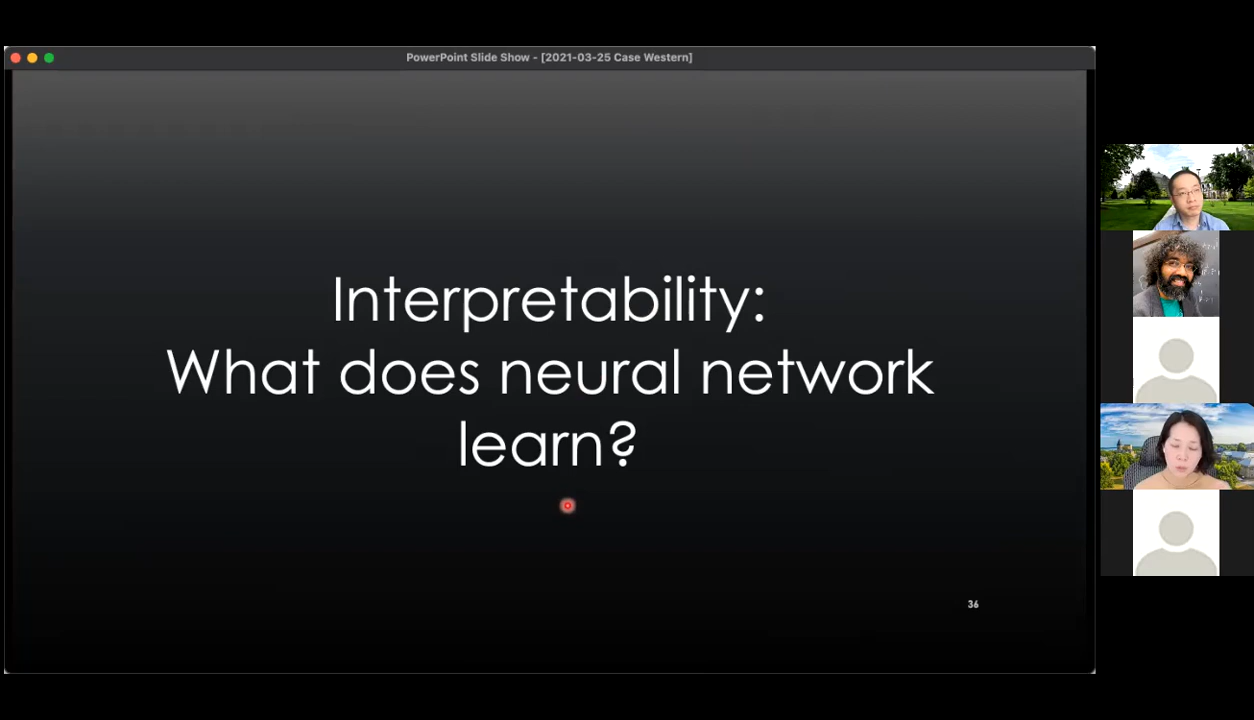 PowerPoint Slide Show - [2021-03-25 Case Western]
Interpretability:
What does neural network
learn?
36